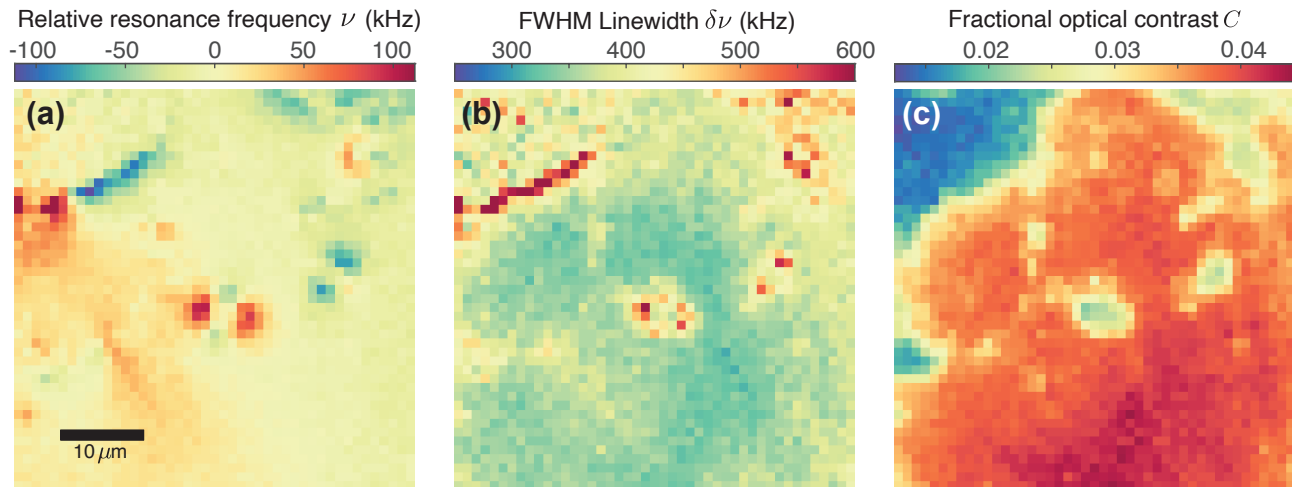 Relative resonance frequency ν (kHz)
-100 -50 0 50 100
(a)
10 μm
FWHM Linewidth δν (kHz)
300 400 500 600
(b)
Fractional optical contrast C
0.02 0.03 0.04
(c)